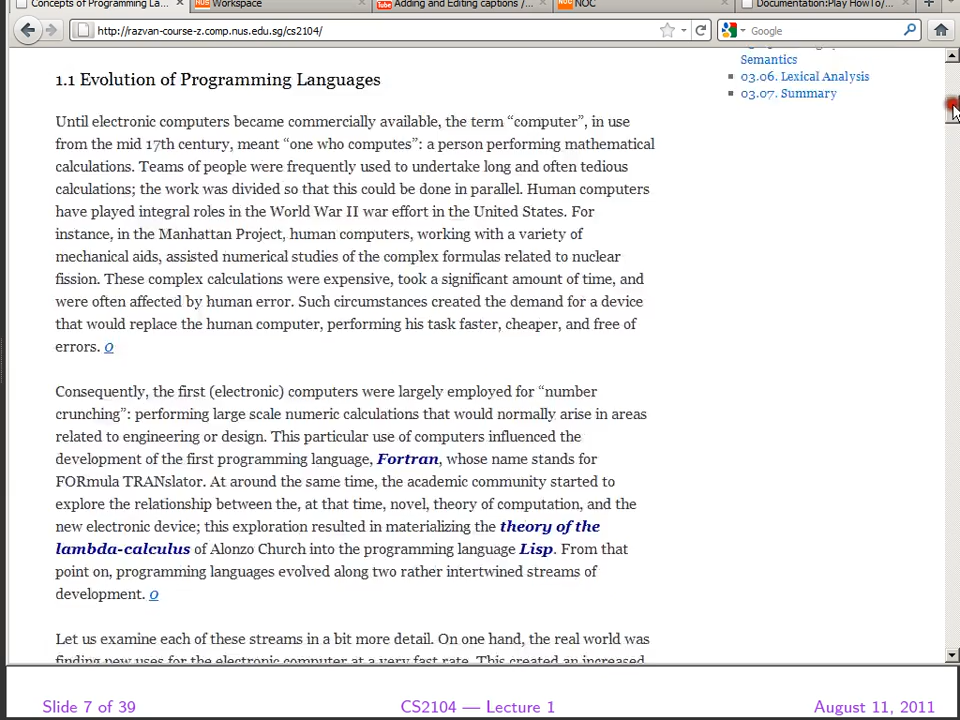 Concepts of Programming La...
Workspace
Adding and Editing captions /...
NOC
Documentation:Play HowTo/...
http://razvan-course-z.comp.nus.edu.sg/cs2104/
Google
Semantics
03.06. Lexical Analysis
03.07. Summary
1.1 Evolution of Programming Languages
Until electronic computers became commercially available, the term “computer”, in use
from the mid 17th century, meant “one who computes”: a person performing mathematical
calculations. Teams of people were frequently used to undertake long and often tedious
calculations; the work was divided so that this could be done in parallel. Human computers
have played integral roles in the World War II war effort in the United States. For
instance, in the Manhattan Project, human computers, working with a variety of
mechanical aids, assisted numerical studies of the complex formulas related to nuclear
fission. These complex calculations were expensive, took a significant amount of time, and
were often affected by human error. Such circumstances created the demand for a device
that would replace the human computer, performing his task faster, cheaper, and free of
errors. O
Consequently, the first (electronic) computers were largely employed for “number
crunching”: performing large scale numeric calculations that would normally arise in areas
related to engineering or design. This particular use of computers influenced the
development of the first programming language, Fortran, whose name stands for
FORmula TRANslator. At around the same time, the academic community started to
explore the relationship between the, at that time, novel, theory of computation, and the
new electronic device; this exploration resulted in materializing the theory of the
lambda-calculus of Alonzo Church into the programming language Lisp. From that
point on, programming languages evolved along two rather intertwined streams of
development. O
Let us examine each of these streams in a bit more detail. On one hand, the real world was
finding new uses for the electronic computer at a very fast rate. This created an increased
Slide 7 of 39
CS2104 — Lecture 1
August 11, 2011